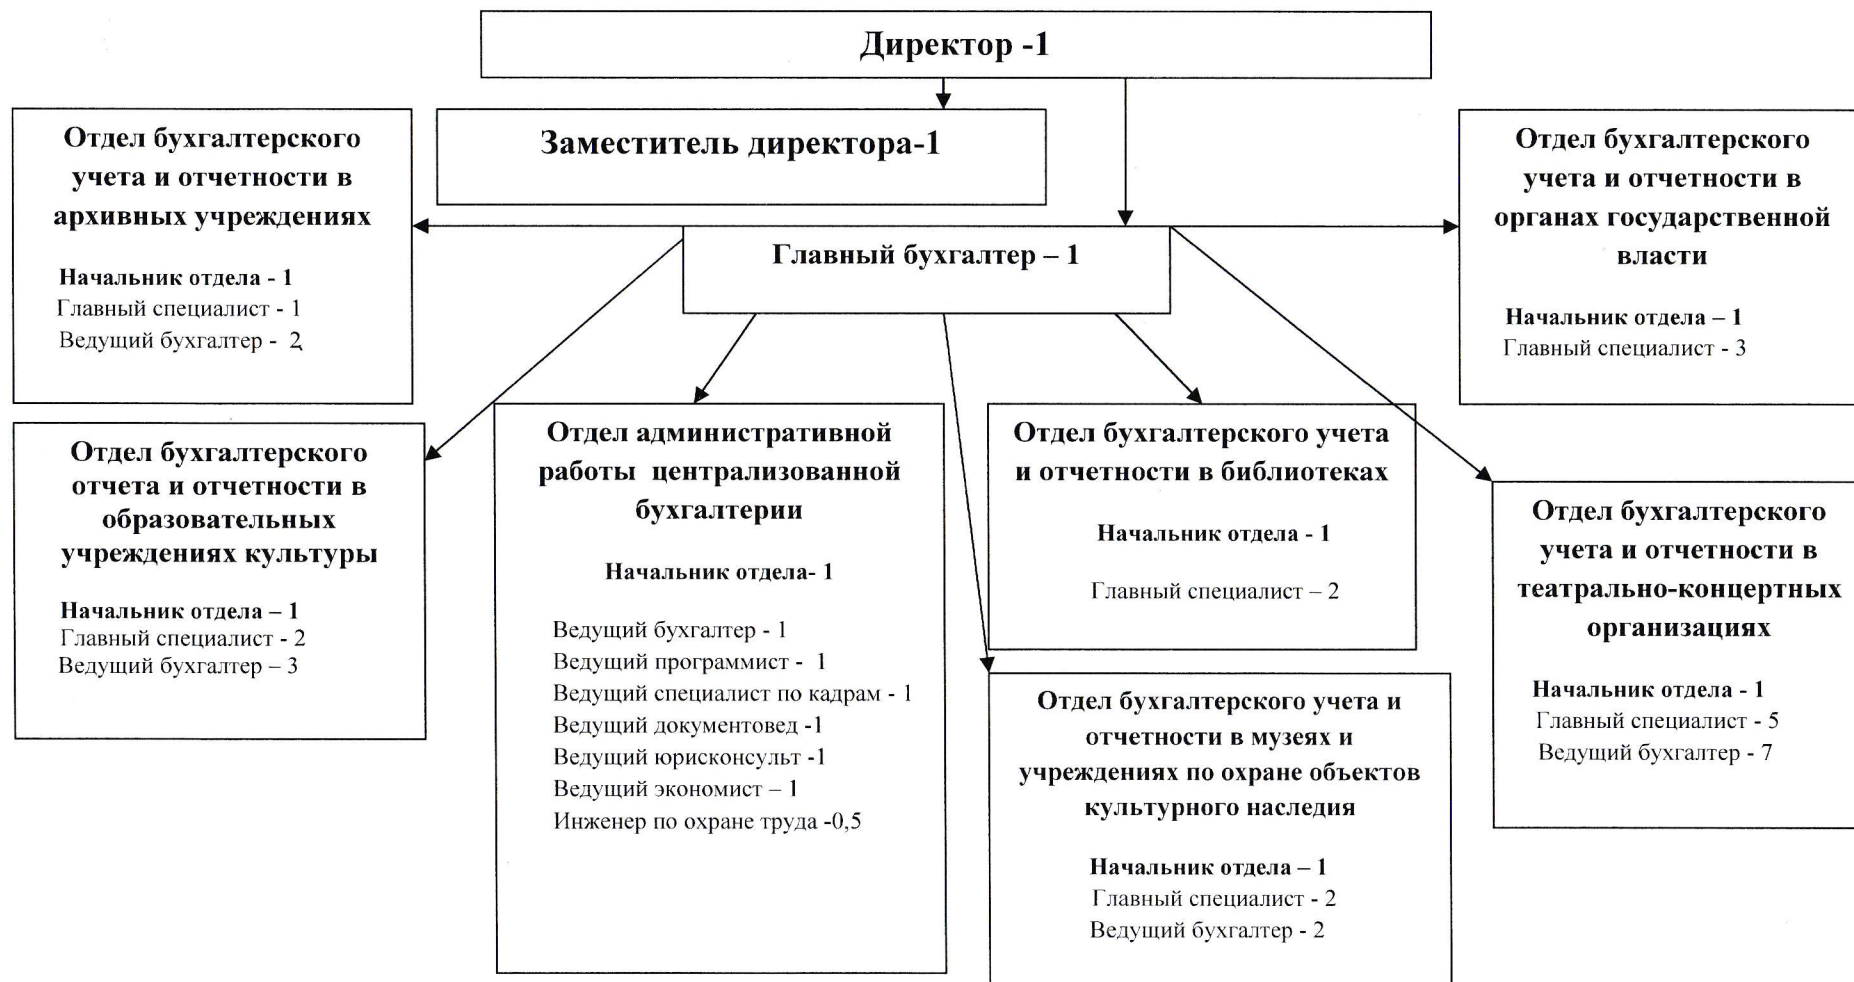 Директор -1
Заместитель директора-1
Отдел бухгалтерского
учета и отчетности в
архивных учреждениях
Начальник отдела - 1
Главный специалист - 1
Ведущий бухгалтер - 2
Главный бухгалтер – 1
Отдел бухгалтерского
учета и отчетности в
органах государственной
власти
Начальник отдела – 1
Главный специалист - 3
Отдел бухгалтерского
отчета и отчетности в
образовательных
учреждениях культуры
Начальник отдела – 1
Главный специалист - 2
Ведущий бухгалтер – 3
Отдел административной
работы централизованной
бухгалтерии
Начальник отдела- 1
Ведущий бухгалтер - 1
Ведущий программист - 1
Ведущий специалист по кадрам - 1
Ведущий документовед -1
Ведущий юрисконсульт -1
Ведущий экономист – 1
Инженер по охране труда -0,5
Отдел бухгалтерского учета
и отчетности в библиотеках
Начальник отдела - 1
Главный специалист – 2
Отдел бухгалтерского учета и
отчетности в музеях и
учреждениях по охране объектов
культурного наследия
Начальник отдела – 1
Главный специалист - 2
Ведущий бухгалтер - 2
Отдел бухгалтерского
учета и отчетности в
театрально-концертных
организациях
Начальник отдела - 1
Главный специалист - 5
Ведущий бухгалтер - 7